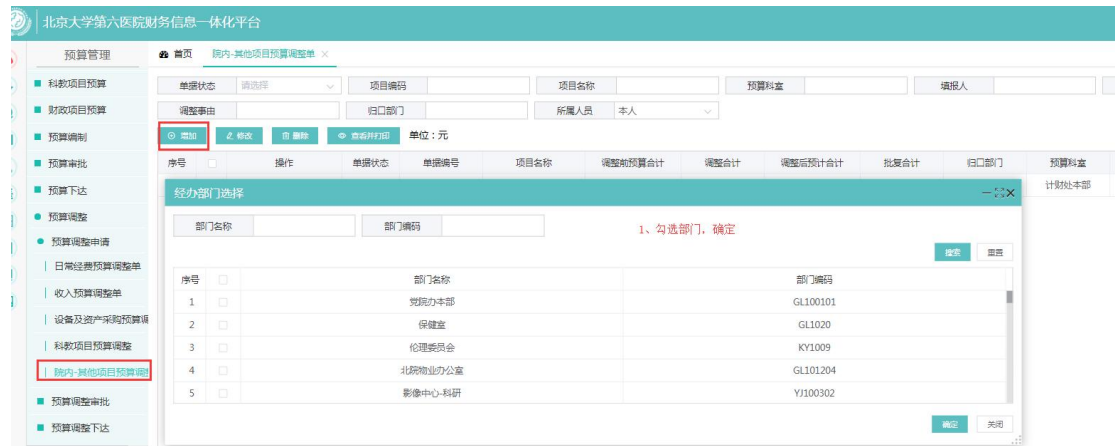 北京大学第六医院财务信息一体化平台
预算管理
首页 院内-其他项目预算调整单 ×
科教项目预算
财政项目预算
预算编制
预算审批
预算下达
预算调整
预算调整申请
日常经费预算调整单
收入预算调整单
设备及资产采购预算调
科教项目预算调整
院内-其他项目预算调整
预算调整审批
预算调整下达
单据状态 请选择 项目编码 项目名称 预算科室 填报人
调整事由 归口部门 所属人员 本人
增加 修改 删除 查看并打印 单位：元
序号 操作 单据状态 单据编号 项目名称 调整前预算合计 调整合计 调整后预计合计 批复合计 归口部门 预算科室
计财处本部
经办部门选择
部门名称 部门编码
1、勾选部门，确定
搜索 重置
序号 部门名称 部门编码
1 党院办本部 GL100101
2 保健室 GL1020
3 伦理委员会 KY1009
4 北院物业办公室 GL101204
5 影像中心-科研 YJ100302
确定 关闭